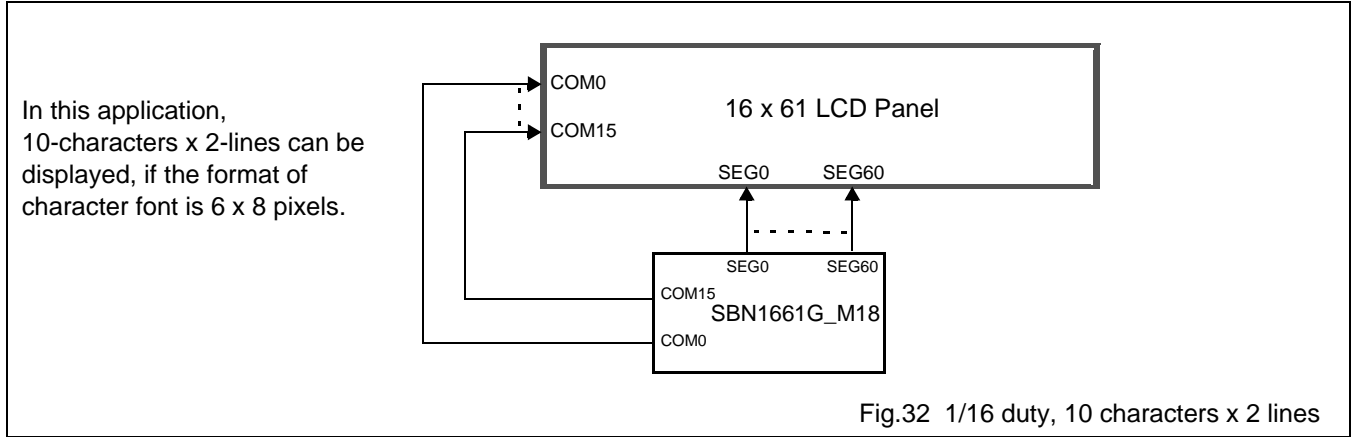 In this application,
10-characters x 2-lines can be
displayed, if the format of
character font is 6 x 8 pixels.
COM0
COM15
16 x 61 LCD Panel
SEG0 SEG60
SEG0 SEG60
COM15
SBN1661G_M18
COM0
Fig.32 1/16 duty, 10 characters x 2 lines